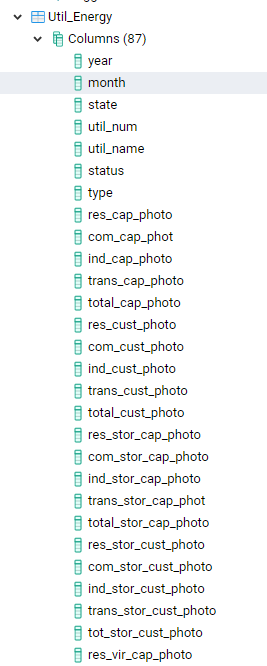 Util_Energy
Columns (87)
year
month
state
util_num
util_name
status
type
res_cap_photo
com_cap_phot
ind_cap_photo
trans_cap_photo
total_cap_photo
res_cust_photo
com_cust_photo
ind_cust_photo
trans_cust_photo
total_cust_photo
res_stor_cap_photo
com_stor_cap_photo
ind_stor_cap_photo
trans_stor_cap_phot
total_stor_cap_photo
res_stor_cust_photo
com_stor_cust_photo
ind_stor_cust_photo
trans_stor_cust_photo
tot_stor_cust_photo
res_vir_cap_photo